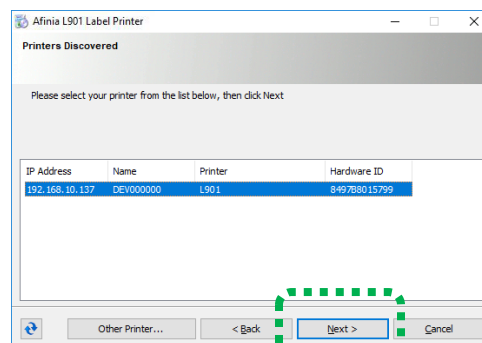 Afinia L901 Label Printer
Printers Discovered
Please select your printer from the list below, then click Next
IP Address Name Printer Hardware ID
192.168.10.137 DEV000000 L901 8497B8015799
Other Printer... < Back Next > Cancel